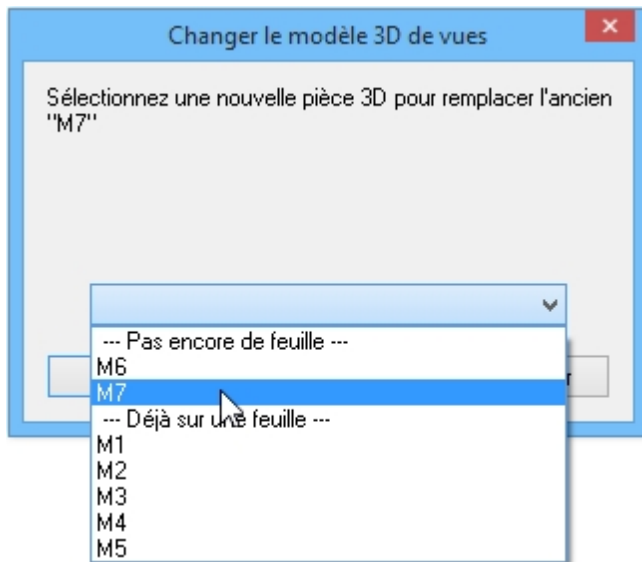 Changer le modèle 3D de vues
Sélectionnez une nouvelle pièce 3D pour remplacer l'ancien
"M7"
--- Pas encore de feuille ---
M6
M7
--- Déjà sur une feuille ---
M1
M2
M3
M4
M5